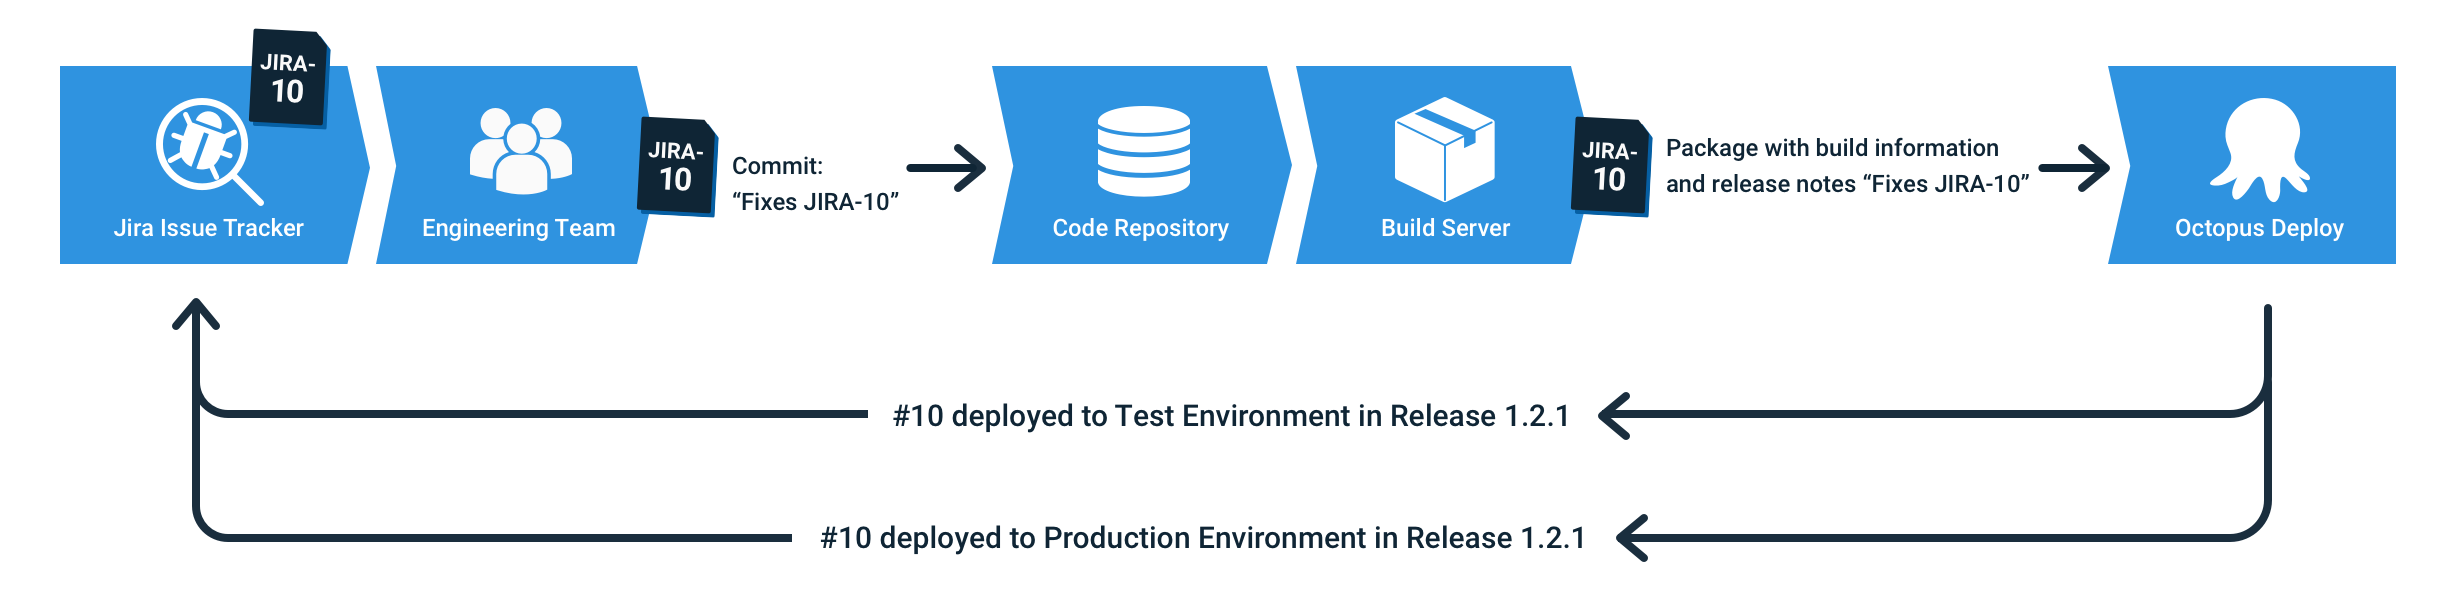 JIRA-
10
Jira Issue Tracker
Engineering Team
JIRA-
10
Commit:
“Fixes JIRA-10”
Code Repository
Build Server
JIRA-
10
Package with build information
and release notes “Fixes JIRA-10”
Octopus Deploy
#10 deployed to Test Environment in Release 1.2.1
#10 deployed to Production Environment in Release 1.2.1